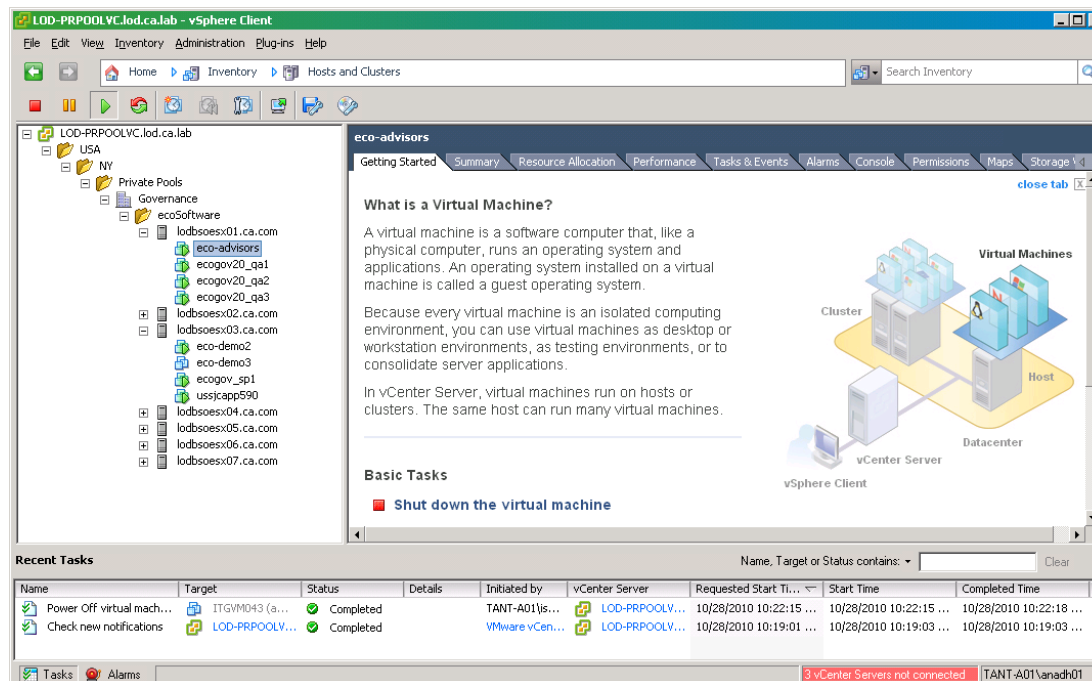 LOD-PRPOOLVC.lod.ca.lab - vSphere Client
File Edit View Inventory Administration Plug-ins Help
Home Inventory Hosts and Clusters Search Inventory
LOD-PRPOOLVC.lod.ca.lab
USA
NY
Private Pools
Governance
ecoSoftware
lodbsoesx01.ca.com
eco-advisors
ecogov20_qa1
ecogov20_qa2
ecogov20_qa3
lodbsoesx02.ca.com
lodbsoesx03.ca.com
eco-demo2
eco-demo3
ecogov_sp1
ussjcapp590
lodbsoesx04.ca.com
lodbsoesx05.ca.com
lodbsoesx06.ca.com
lodbsoesx07.ca.com
eco-advisors
Getting Started Summary Resource Allocation Performance Tasks & Events Alarms Console Permissions Maps Storage V
close tab X
What is a Virtual Machine?
A virtual machine is a software computer that, like a
physical computer, runs an operating system and
applications. An operating system installed on a virtual
machine is called a guest operating system.
Because every virtual machine is an isolated computing
environment, you can use virtual machines as desktop or
workstation environments, as testing environments, or to
consolidate server applications.
In vCenter Server, virtual machines run on hosts or
clusters. The same host can run many virtual machines.
Basic Tasks
Shut down the virtual machine
Virtual Machines
Cluster
Host
Datacenter
vCenter Server
vSphere Client
Recent Tasks Name, Target or Status contains: Clear
Name Target Status Details Initiated by vCenter Server Requested Start Ti... Start Time Completed Time
Power Off virtual mach... ITGVM043 (a... Completed TANT-A01\is... LOD-PRPOOLV... 10/28/2010 10:22:15 ... 10/28/2010 10:22:15 ... 10/28/2010 10:22:18 ...
Check new notifications LOD-PRPOOLV... Completed VMware vCen... LOD-PRPOOLV... 10/28/2010 10:19:01 ... 10/28/2010 10:19:03 ... 10/28/2010 10:19:03 ...
Tasks Alarms 3 vCenter Servers not connected TANT-A01\anadh01